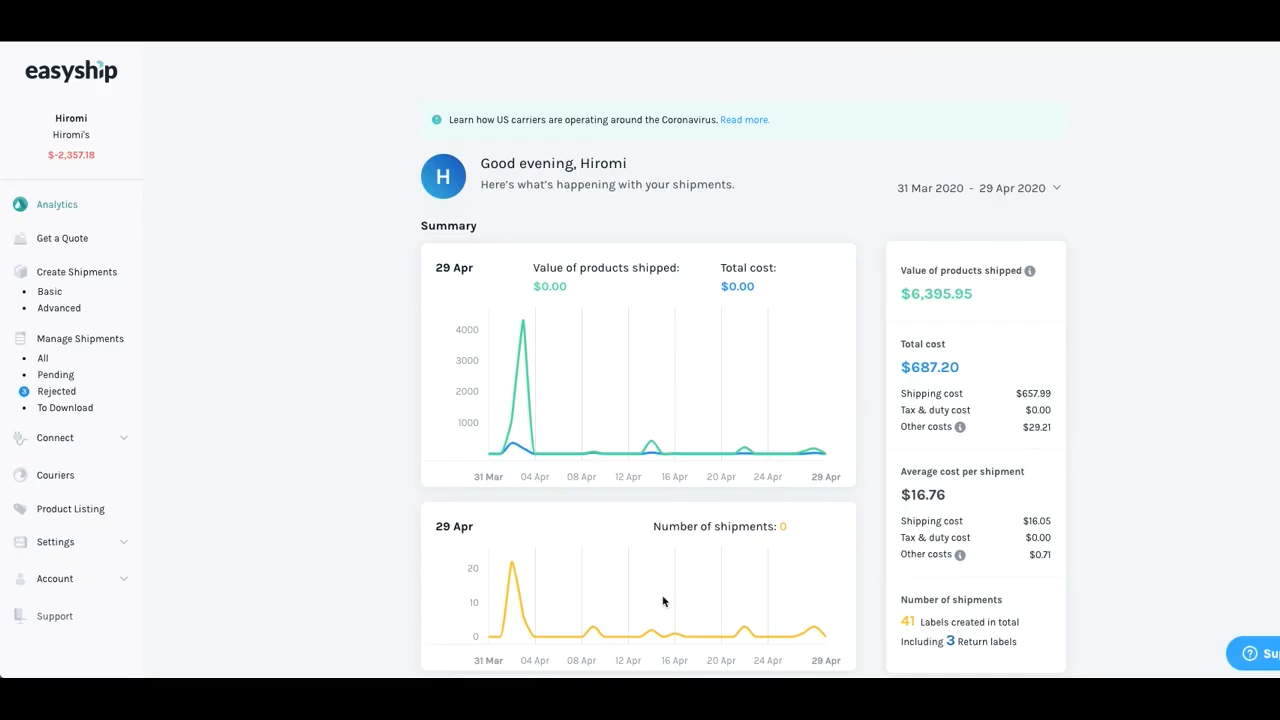 easyship
Hiromi
Hiromi's
$-2,357.18
Analytics
Get a Quote
Create Shipments
Basic
Advanced
Manage Shipments
All
Pending
3 Rejected
To Download
Connect
Couriers
Product Listing
Settings
Account
Support
Learn how US carriers are operating around the Coronavirus. Read more.
H
Good evening, Hiromi
Here's what's happening with your shipments.
31 Mar 2020 - 29 Apr 2020
Summary
29 Apr
Value of products shipped:
$0.00
Total cost:
$0.00
4000
3000
2000
1000
31 Mar 04 Apr 08 Apr 12 Apr 16 Apr 20 Apr 24 Apr 29 Apr
29 Apr
Number of shipments: 0
20
10
0
31 Mar 04 Apr 08 Apr 12 Apr 16 Apr 20 Apr 24 Apr 29 Apr
Value of products shipped
$6,395.95
Total cost
$687.20
Shipping cost $657.99
Tax & duty cost $0.00
Other costs $29.21
Average cost per shipment
$16.76
Shipping cost $16.05
Tax & duty cost $0.00
Other costs $0.71
Number of shipments
41 Labels created in total
Including 3 Return labels
? Su